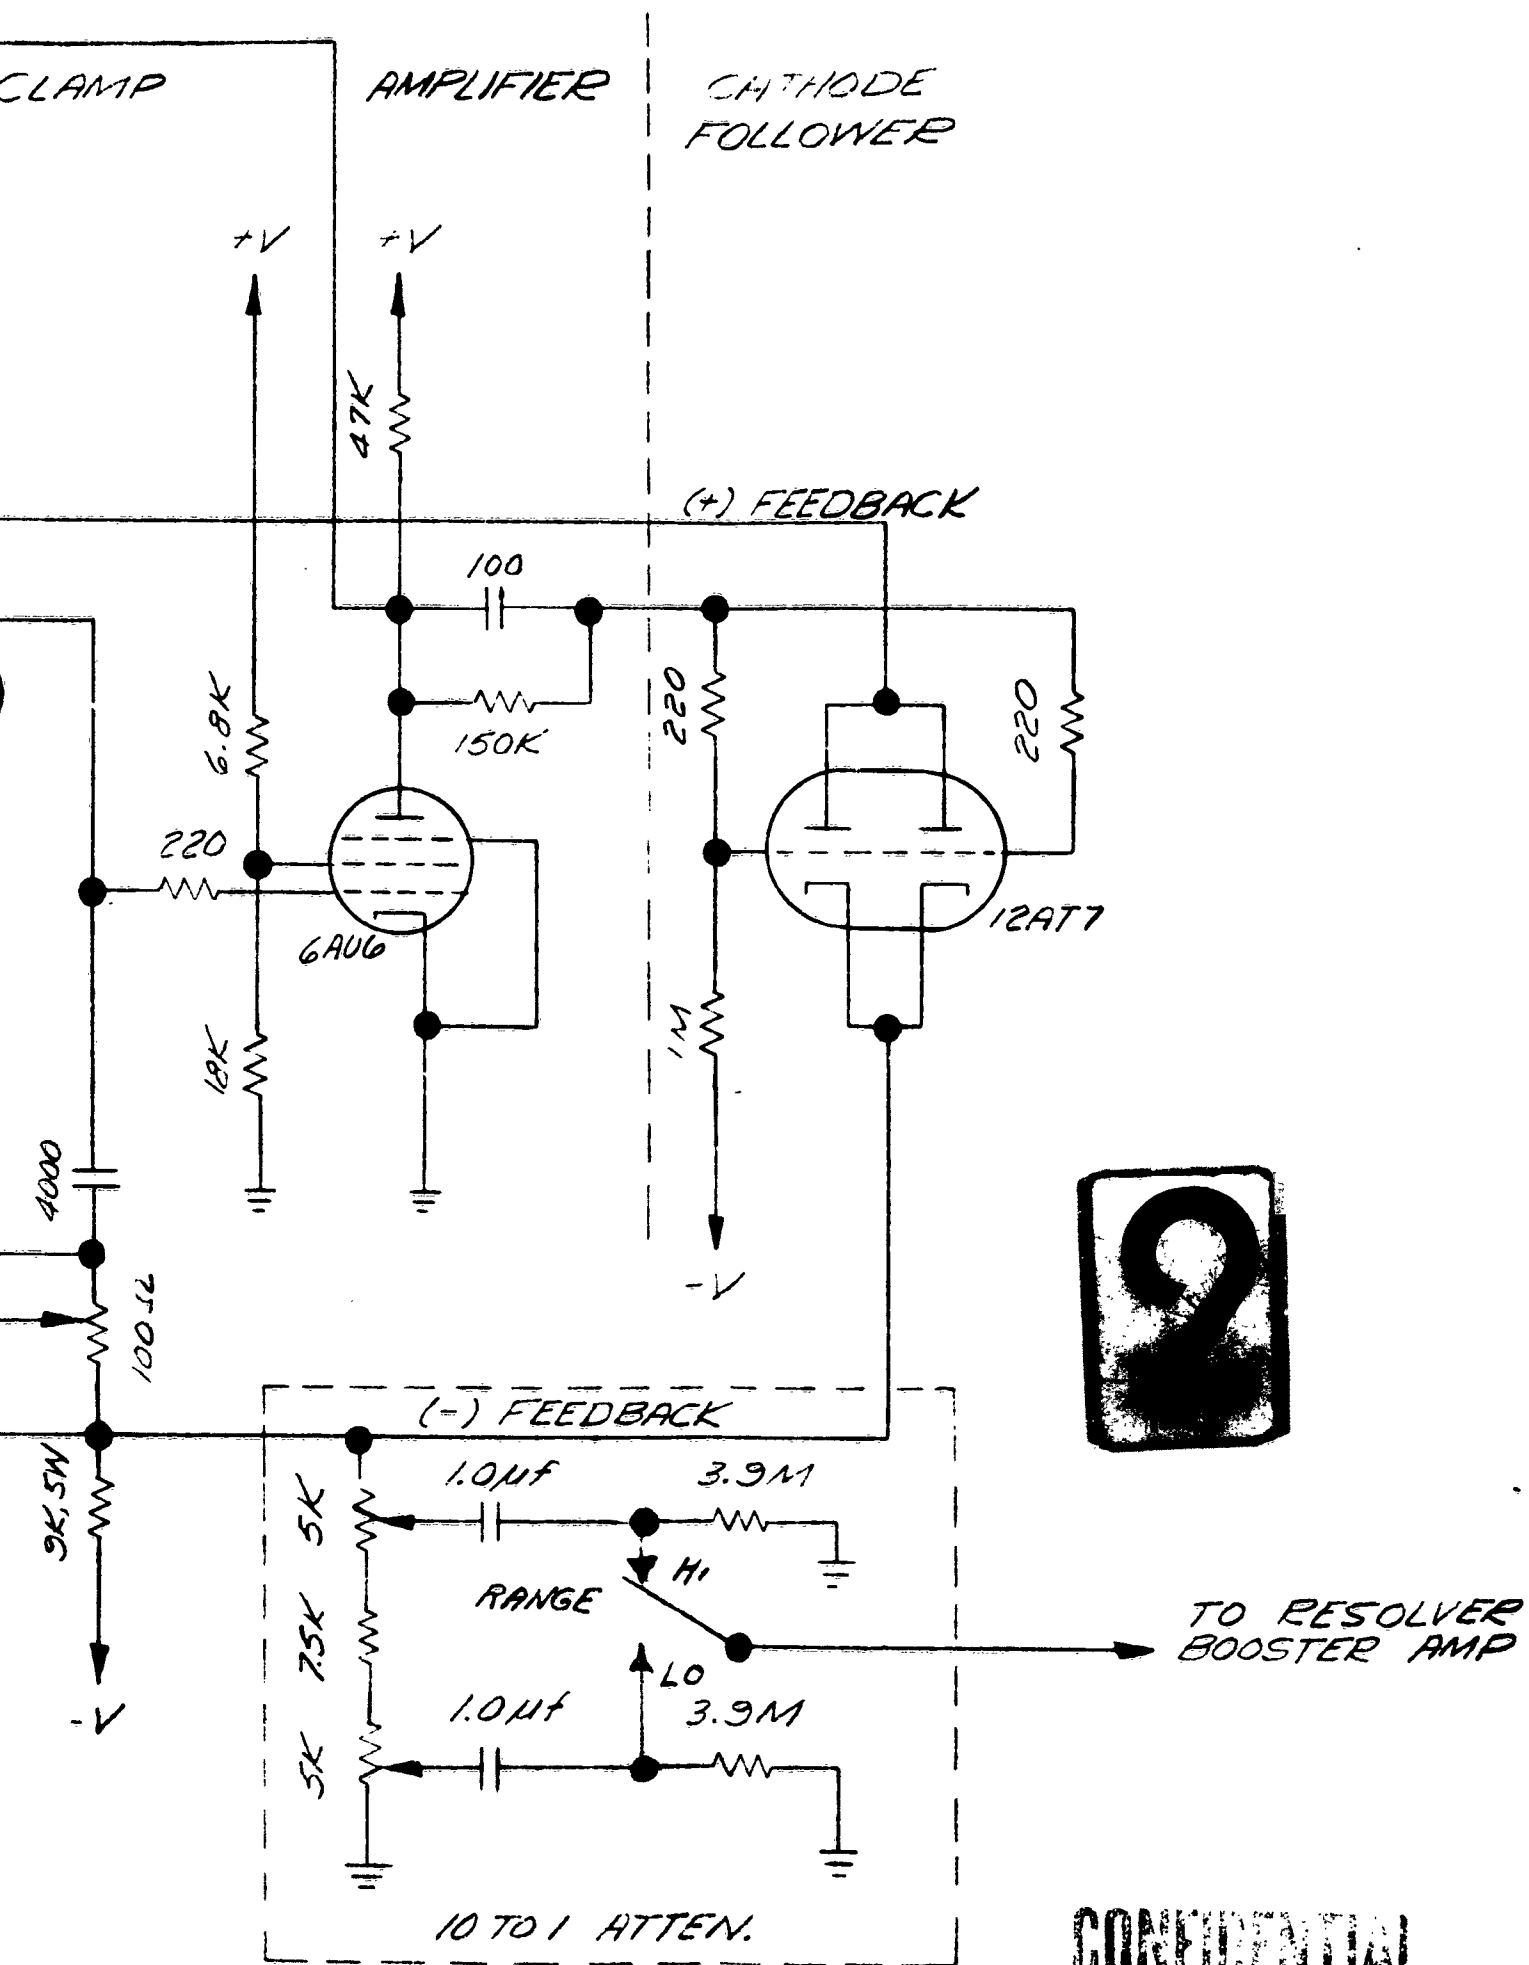 CLAMP
AMPLIFIER
CATHODE
FOLLOWER
+V
+V
47K
(+) FEEDBACK
100
6.8K
150K
220
220
220
6AU6
12AT7
18K
1M
4000
-V
100Ω
(-) FEEDBACK
9K,5W
5K
1.0µf
3.9M
HI
RANGE
TO RESOLVER
BOOSTER AMP
7.5K
LO
1.0µf
3.9M
-V
5K
10 TO 1 ATTEN.
2
CONFIDENTIAL